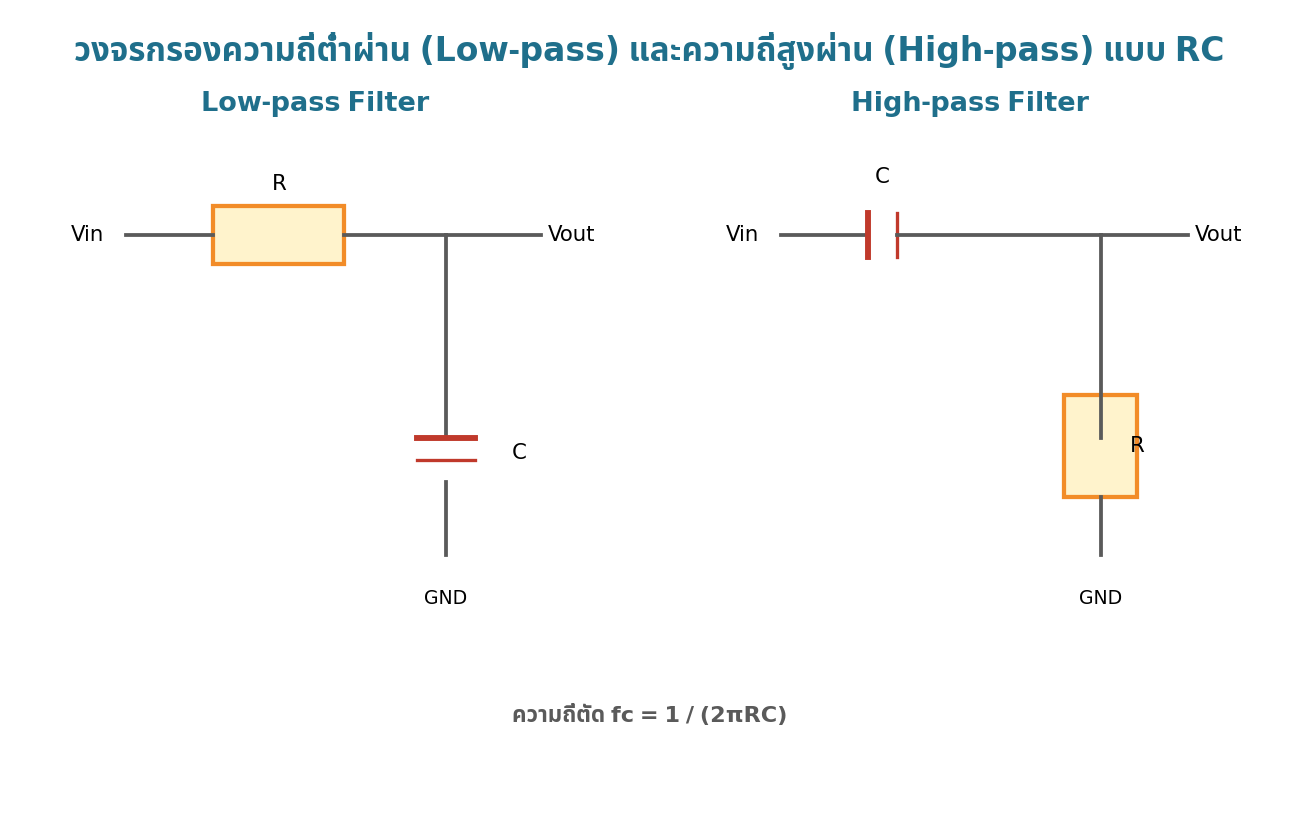 วงจรกรองความถี่ต่ำผ่าน (Low-pass) และความถี่สูงผ่าน (High-pass) แบบ RC
Low-pass Filter
R
Vin
Vout
C
GND
High-pass Filter
C
Vin
Vout
R
GND
ความถี่ตัด fc = 1 / (2πRC)